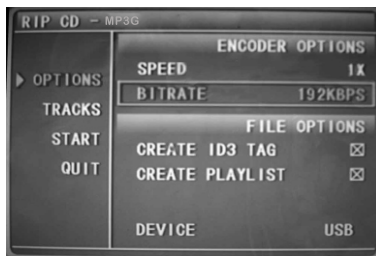 RIP CD - MP3G
ENCODER OPTIONS
SPEED 1X
BITRATE 192KBPS
FILE OPTIONS
CREATE ID3 TAG
CREATE PLAYLIST
DEVICE USB
OPTIONS
TRACKS
START
QUIT